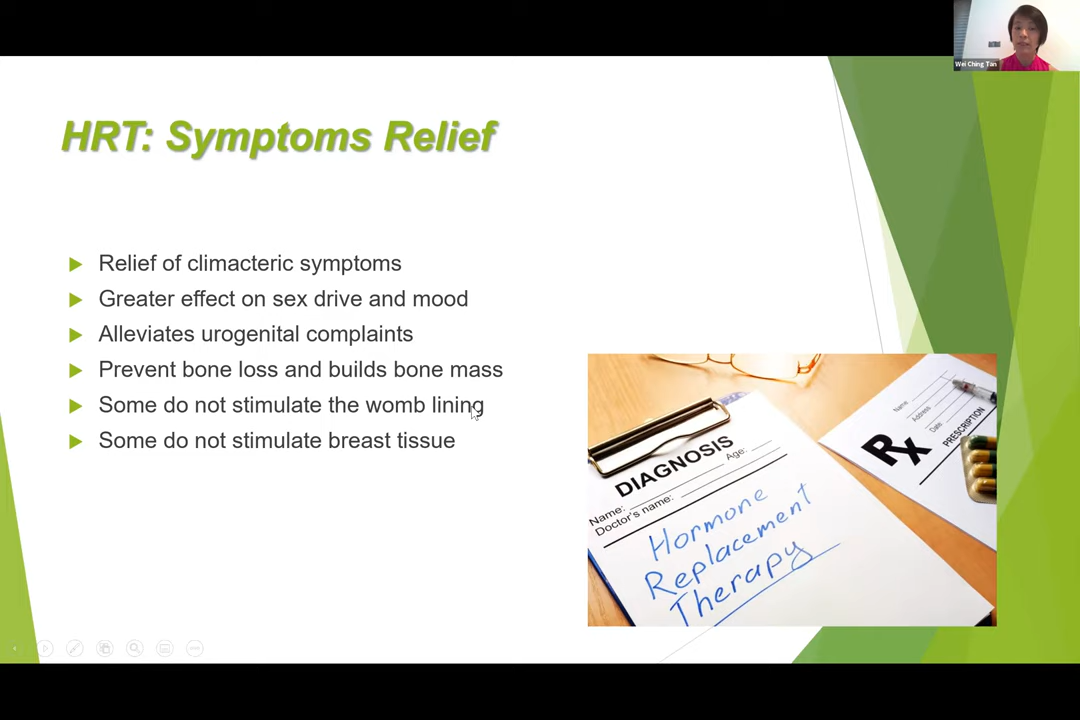 Wei Ching Tan
HRT: Symptoms Relief
Relief of climacteric symptoms
Greater effect on sex drive and mood
Alleviates urogenital complaints
Prevent bone loss and builds bone mass
Some do not stimulate the womb lining
Some do not stimulate breast tissue
DIAGNOSIS
Name: Age:
Doctor's name:
Hormone
Replacement
Therapy
Name:
Address
Date:
Rx
PRESCRIPTION